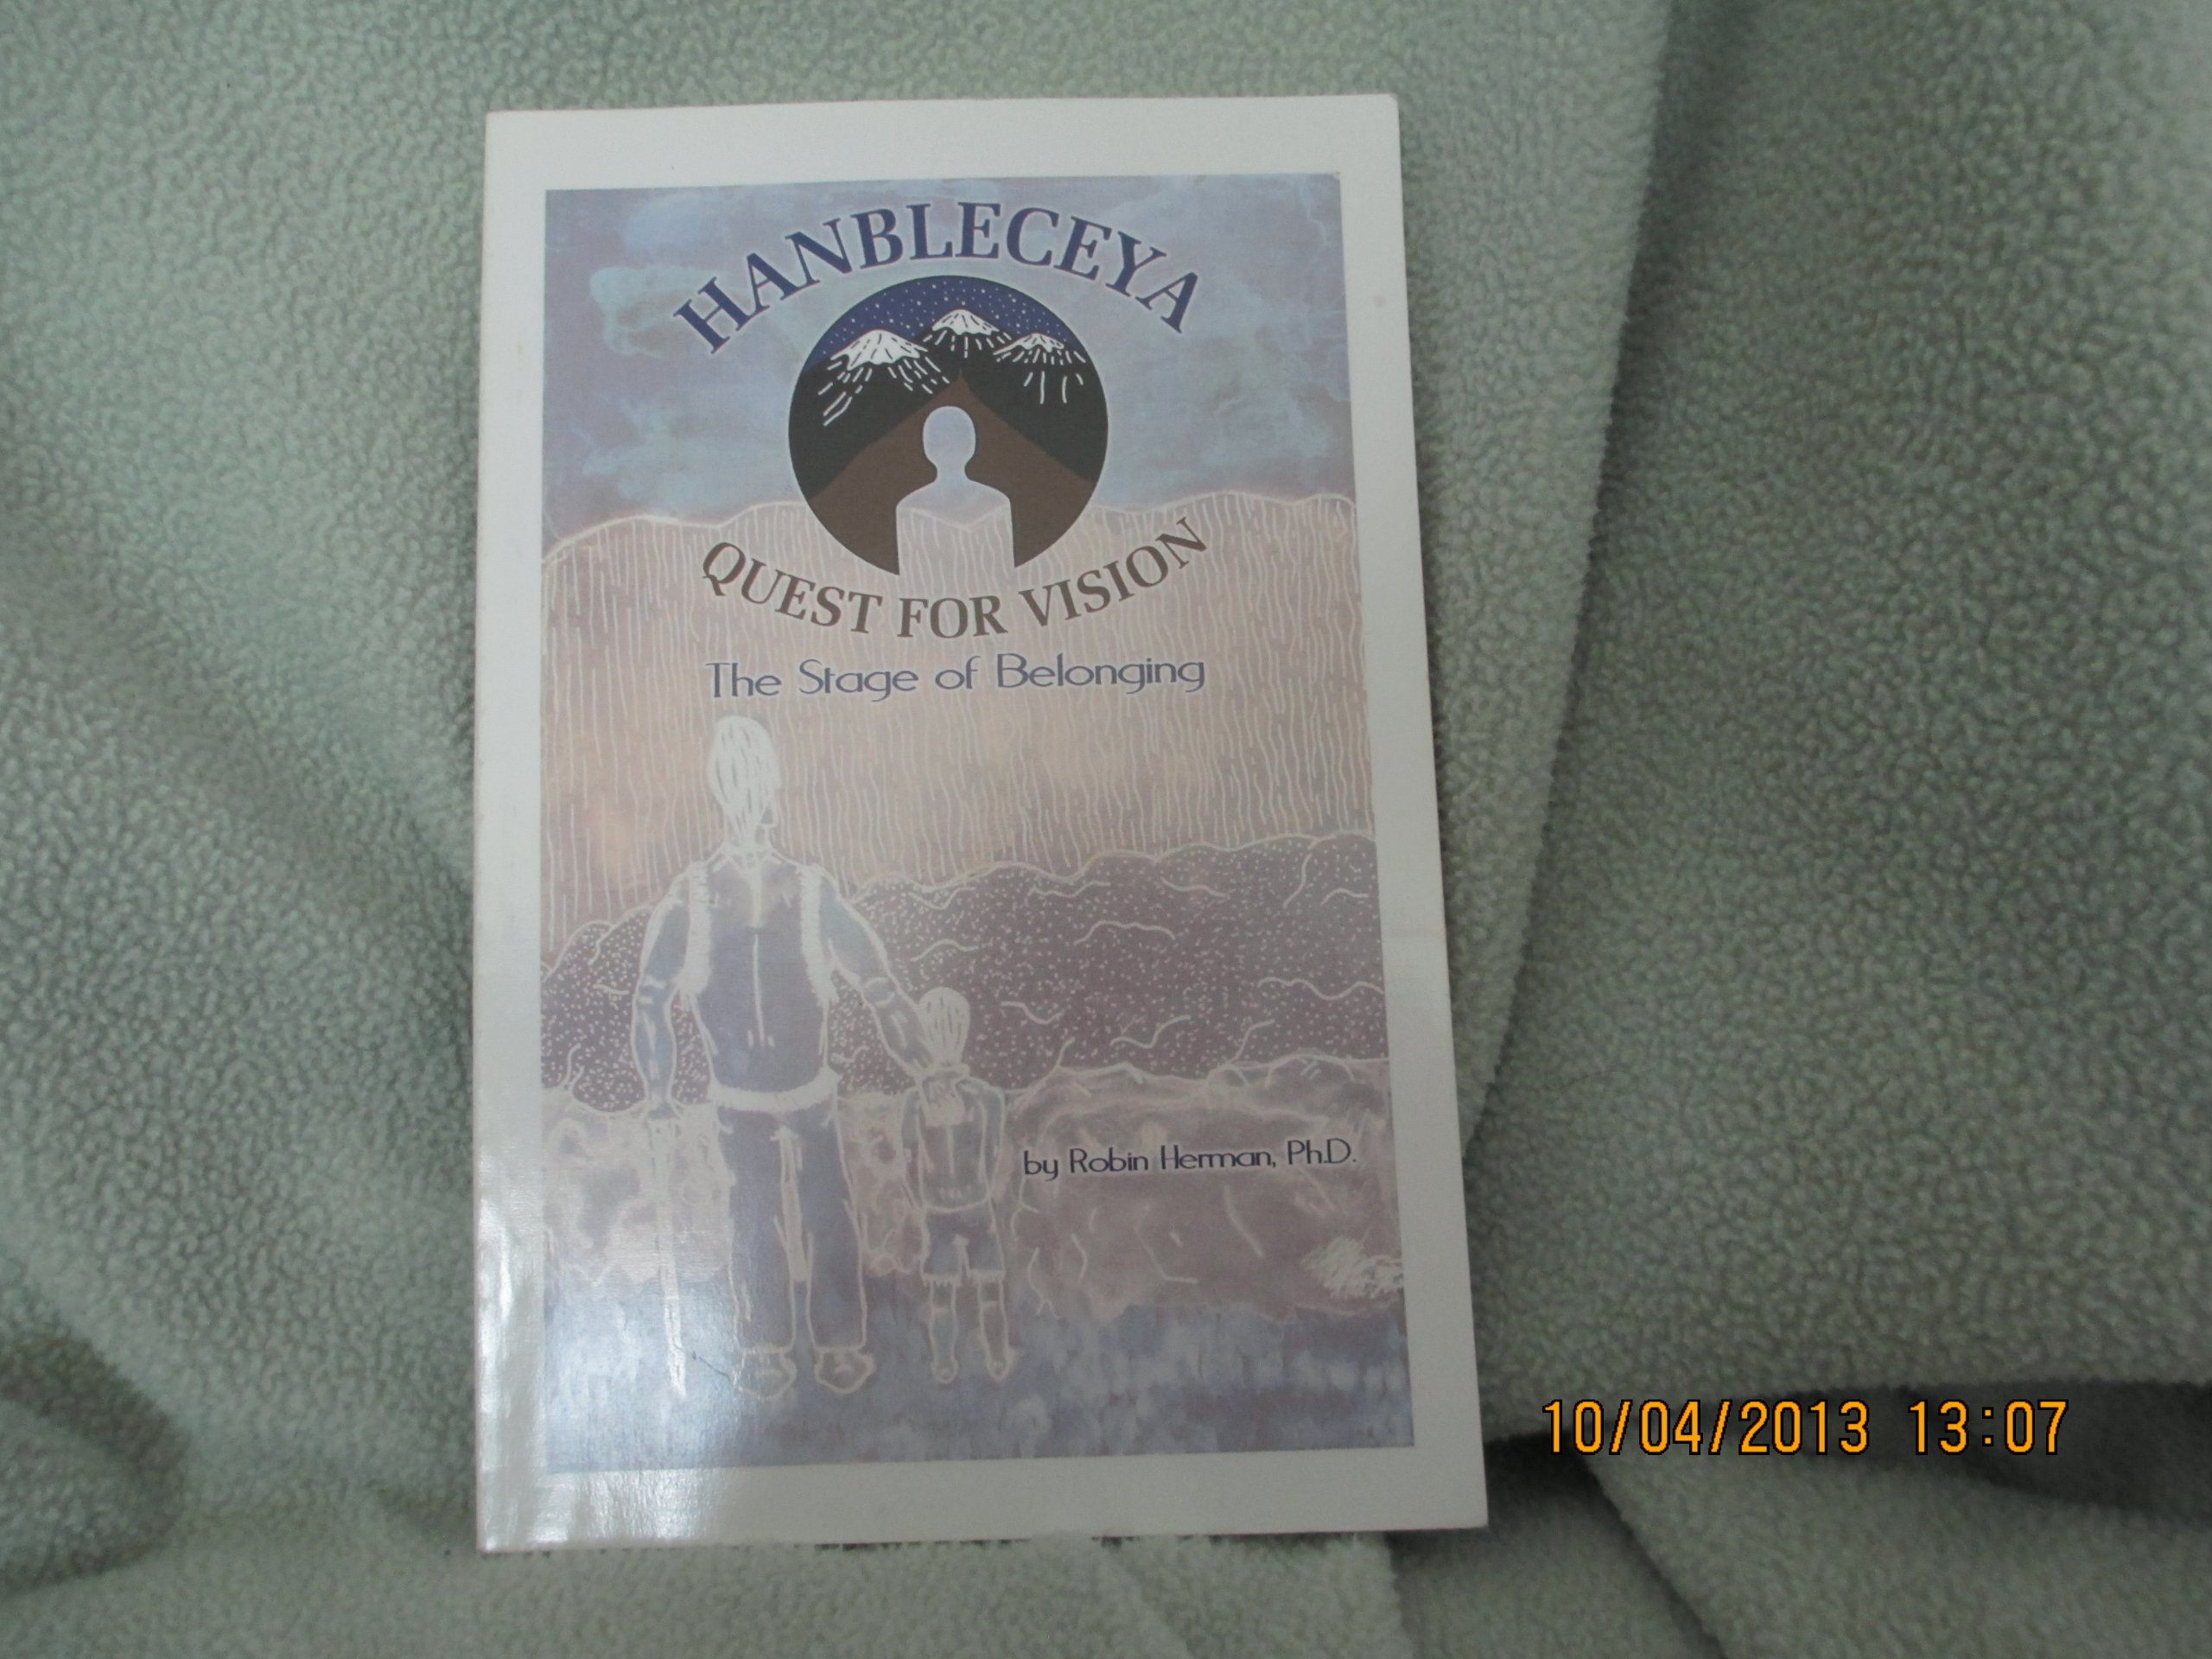 HANBLECEYA
QUEST FOR VISION
The Stage of Belonging
by Robin Herman, Ph.D.
10/04/2013 13:07